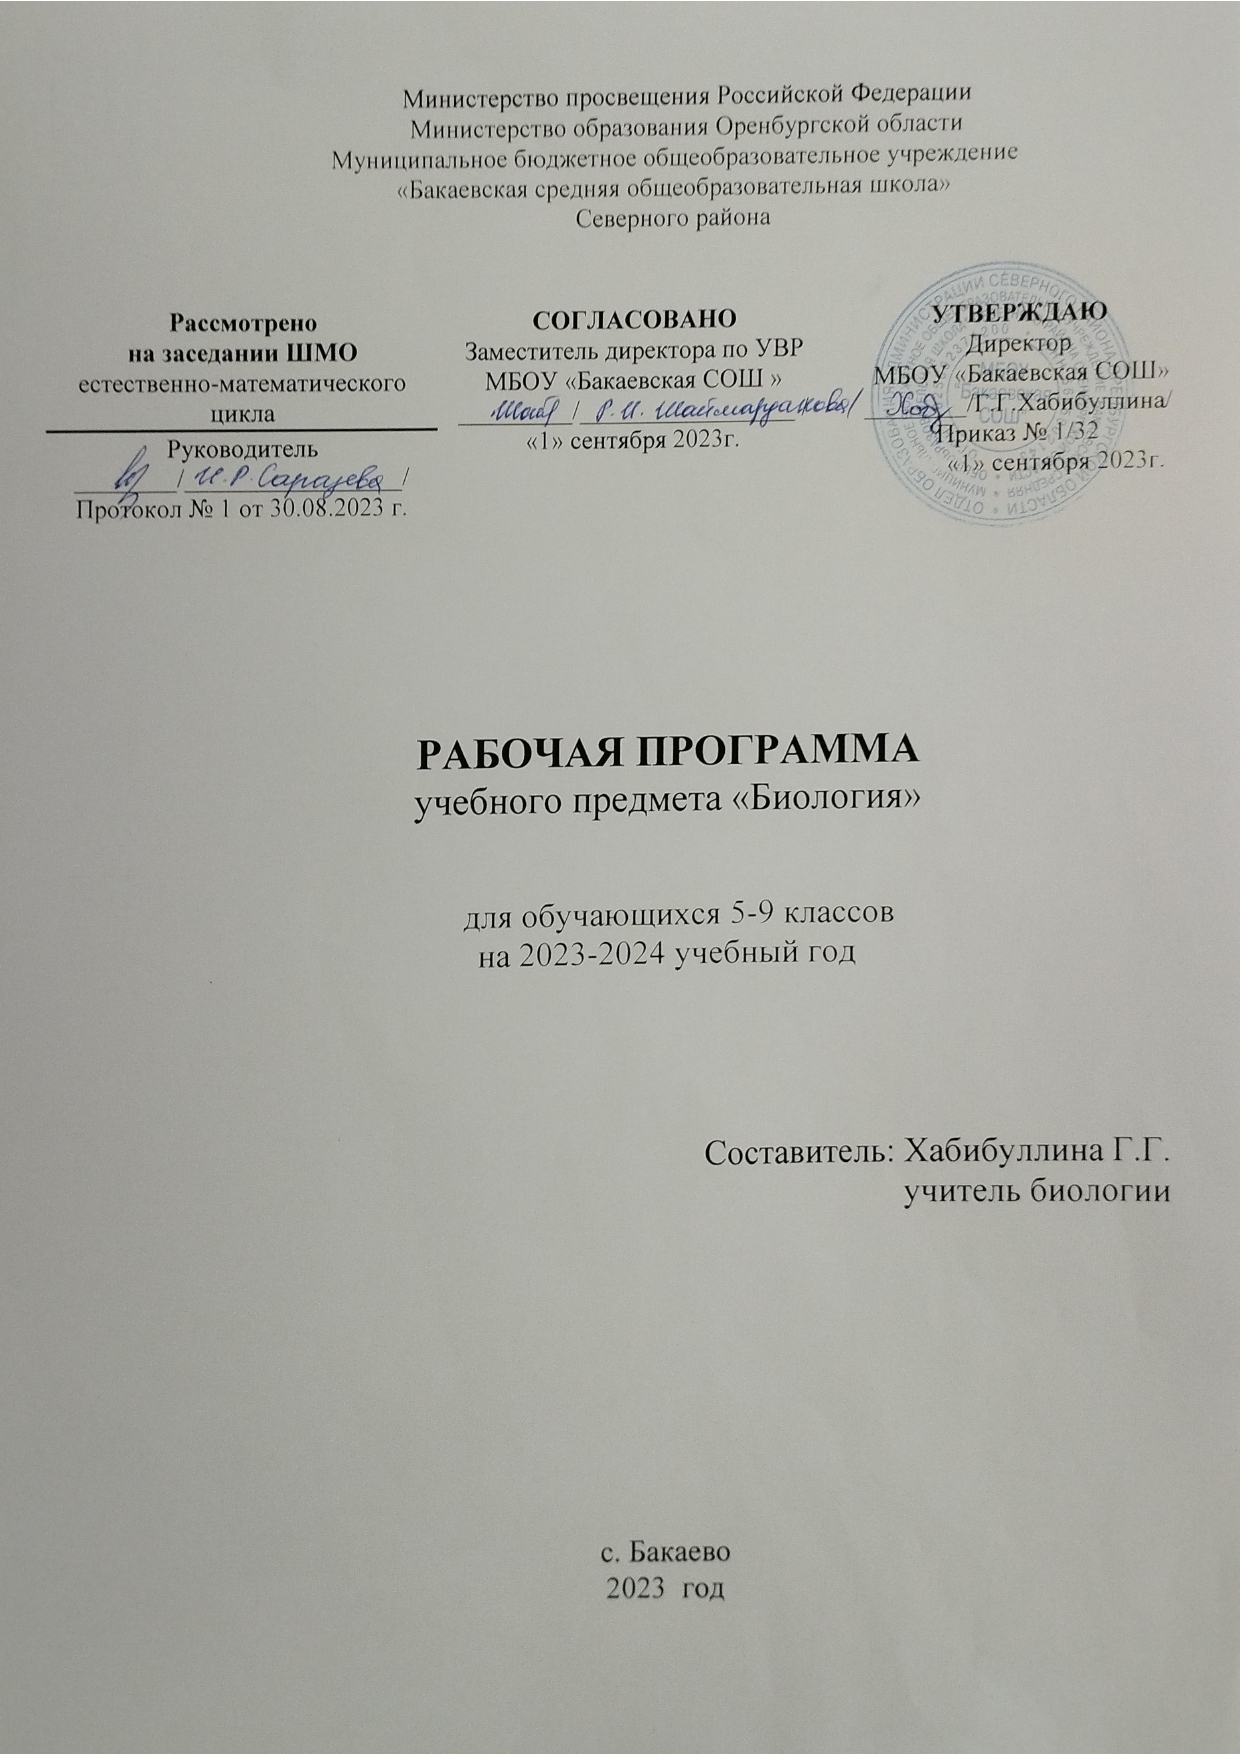 Министерство просвещения Российской Федерации
Министерство образования Оренбургской области
Муниципальное бюджетное общеобразовательное учреждение
«Бакаевская средняя общеобразовательная школа»
Северного района
Рассмотрено
на заседании ШМО
естественно-математического
цикла
Руководитель
/ И.Р. Саразева /
Протокол № 1 от 30.08.2023 г.
СОГЛАСОВАНО
Заместитель директора по УВР
МБОУ «Бакаевская СОШ »
/ Р.И. Шаймарданова/
«1» сентября 2023г.
УТВЕРЖДАЮ
Директор
МБОУ «Бакаевская СОШ»
/Г.Г.Хабибуллина/
Приказ № 1/32
«1» сентября 2023г.
РАБОЧАЯ ПРОГРАММА
учебного предмета «Биология»
для обучающихся 5-9 классов
на 2023-2024 учебный год
Составитель: Хабибуллина Г.Г.
учитель биологии
с. Бакаево
2023 год